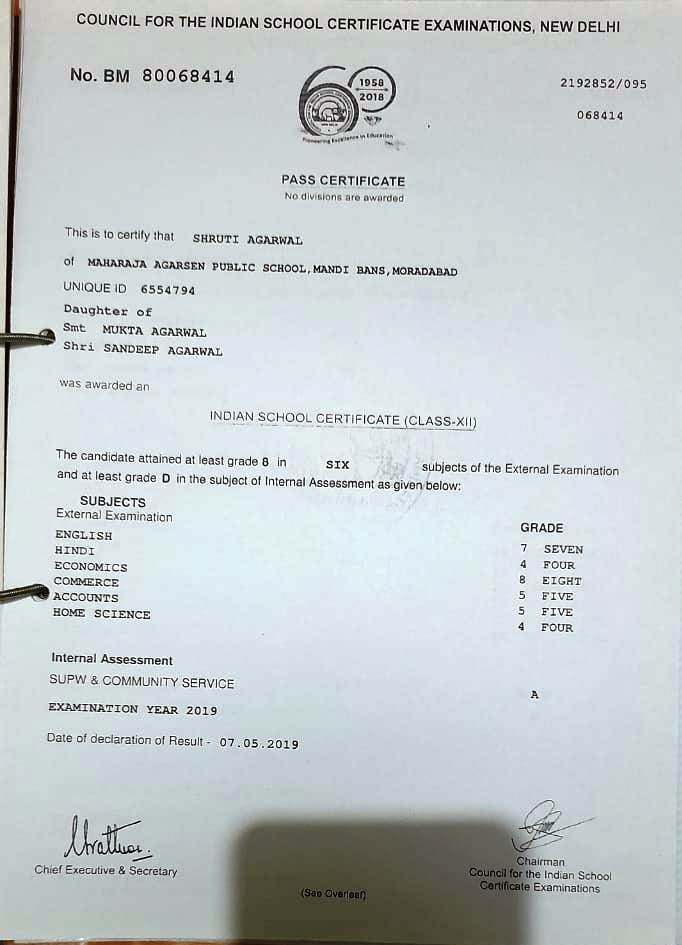 COUNCIL FOR THE INDIAN SCHOOL CERTIFICATE EXAMINATIONS, NEW DELHI
No. BM 80068414
1958
2018
2192852/095
068414
Pioneering Excellence in Education
PASS CERTIFICATE
No divisions are awarded
This is to certify that SHRUTI AGARWAL
of MAHARAJA AGARSEN PUBLIC SCHOOL,MANDI BANS,MORADABAD
UNIQUE ID 6554794
Daughter of
Smt MUKTA AGARWAL
Shri SANDEEP AGARWAL
was awarded an
INDIAN SCHOOL CERTIFICATE (CLASS-XII)
The candidate attained at least grade 8 in SIX subjects of the External Examination
and at least grade D in the subject of Internal Assessment as given below:
SUBJECTS
External Examination GRADE
ENGLISH 7 SEVEN
HINDI 4 FOUR
ECONOMICS 8 EIGHT
COMMERCE 5 FIVE
ACCOUNTS 5 FIVE
HOME SCIENCE 4 FOUR
Internal Assessment
SUPW & COMMUNITY SERVICE A
EXAMINATION YEAR 2019
Date of declaration of Result - 07.05.2019
Chief Executive & Secretary
Chairman
Council for the Indian School
Certificate Examinations
(See Overleaf)